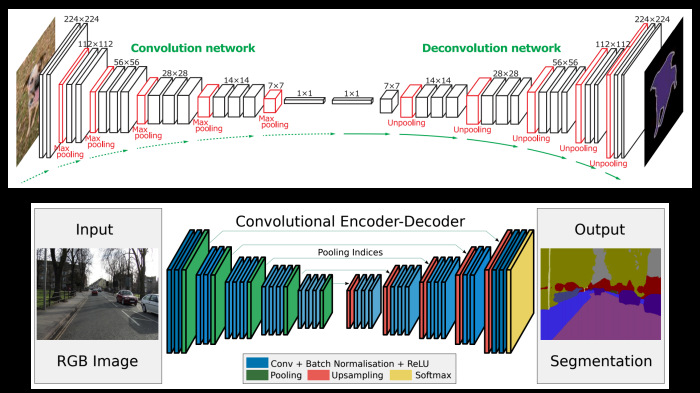 224×224
224×224
112×112
112×112
Convolution network
Deconvolution network
56×56
56×56
28×28
28×28
14×14
14×14
7×7
7×7
1×1
1×1
Max
pooling
Max
pooling
Max
pooling
Max
pooling
Max
pooling
Unpooling
Unpooling
Unpooling
Unpooling
Unpooling
Input
Convolutional Encoder-Decoder
Output
Pooling Indices
RGB Image
Segmentation
Conv + Batch Normalisation + ReLU
Pooling
Upsampling
Softmax